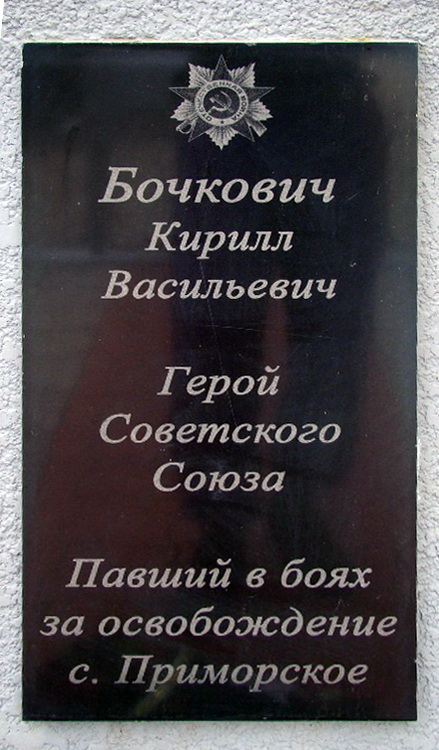 Бочкович
Кирилл
Васильевич
Герой
Советского
Союза
Павший в боях
за освобождение
с. Приморское